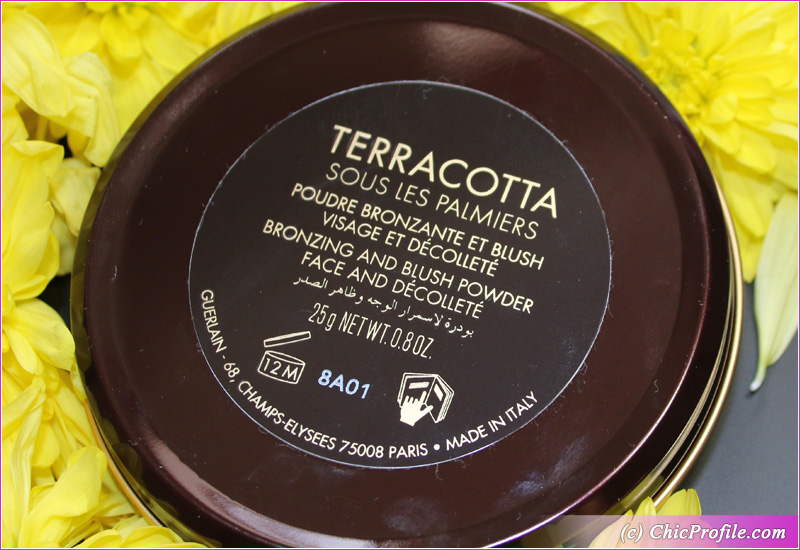 TERRACOTTA
SOUS LES PALMIERS
POUDRE BRONZANTE ET BLUSH
VISAGE ET DÉCOLLETÉ
BRONZING AND BLUSH POWDER
FACE AND DÉCOLLETÉ
بودرة لاسمرار الوجه وظاهر الصدر
25g NETWT. 0.8 OZ.
12M
8A01
GUERLAIN - 68, CHAMPS-ELYSEES 75008 PARIS • MADE IN ITALY
(c) ChicProfile.com